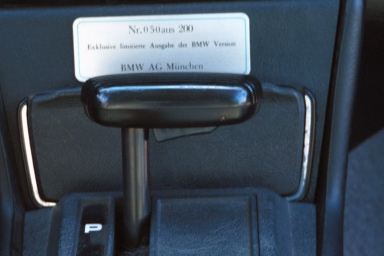 Nr. 050 aus 200
Exklusive limitierte Ausgabe der BMW Version
BMW AG München
P